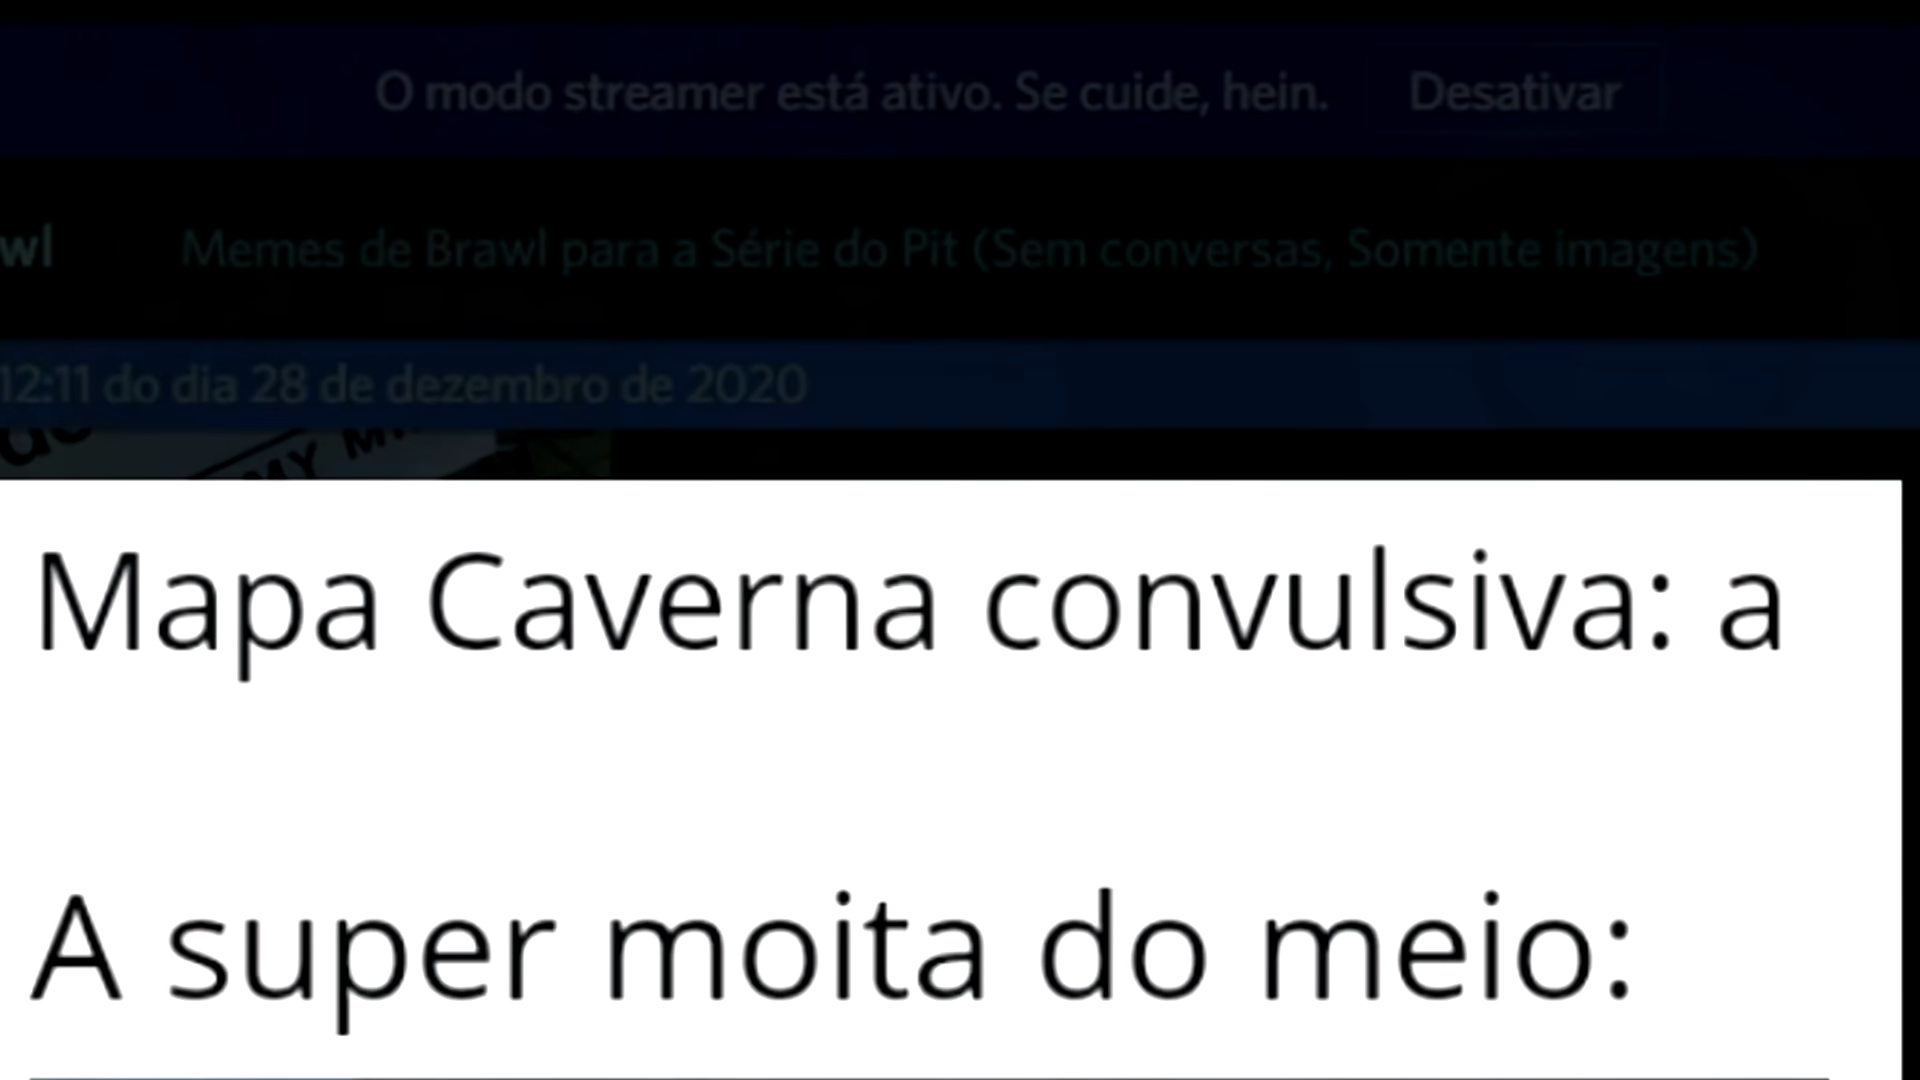 O modo streamer está ativo. Se cuide, hein. Desativar
wl Memes de Brawl para a Série do Pit (Sem conversas, Somente imagens)
12:11 do dia 28 de dezembro de 2020
MY
Mapa Caverna convulsiva: a
A super moita do meio: